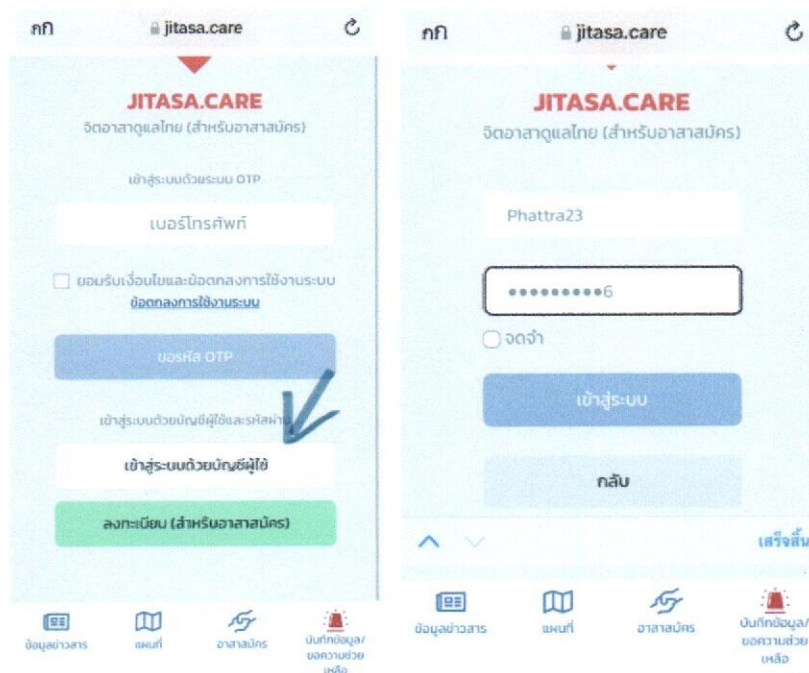 กกิ
jitasa.care
JITASA.CARE
จิตอาสาดูแลไทย (สำหรับอาสาสมัคร)
เข้าสู่ระบบด้วยระบบ OTP
เบอร์โทรศัพท์
ยอมรับเงื่อนไขและข้อตกลงการใช้งานระบบ
ข้อตกลงการใช้งานระบบ
ขอรหัส OTP
เข้าสู่ระบบด้วยบัญชีผู้ใช้และรหัสผ่าน
เข้าสู่ระบบด้วยบัญชีผู้ใช้
ลงทะเบียน (สำหรับอาสาสมัคร)
ข้อมูลข่าวสาร
แผนที่
อาสาสมัคร
บันทึกข้อมูล/
ขอความช่วย
เหลือ
กกิ
jitasa.care
JITASA.CARE
จิตอาสาดูแลไทย (สำหรับอาสาสมัคร)
Phattra23
•••••••••6
จดจำ
เข้าสู่ระบบ
กลับ
เสร็จสิ้น
ข้อมูลข่าวสาร
แผนที่
อาสาสมัคร
บันทึกข้อมูล/
ขอความช่วย
เหลือ